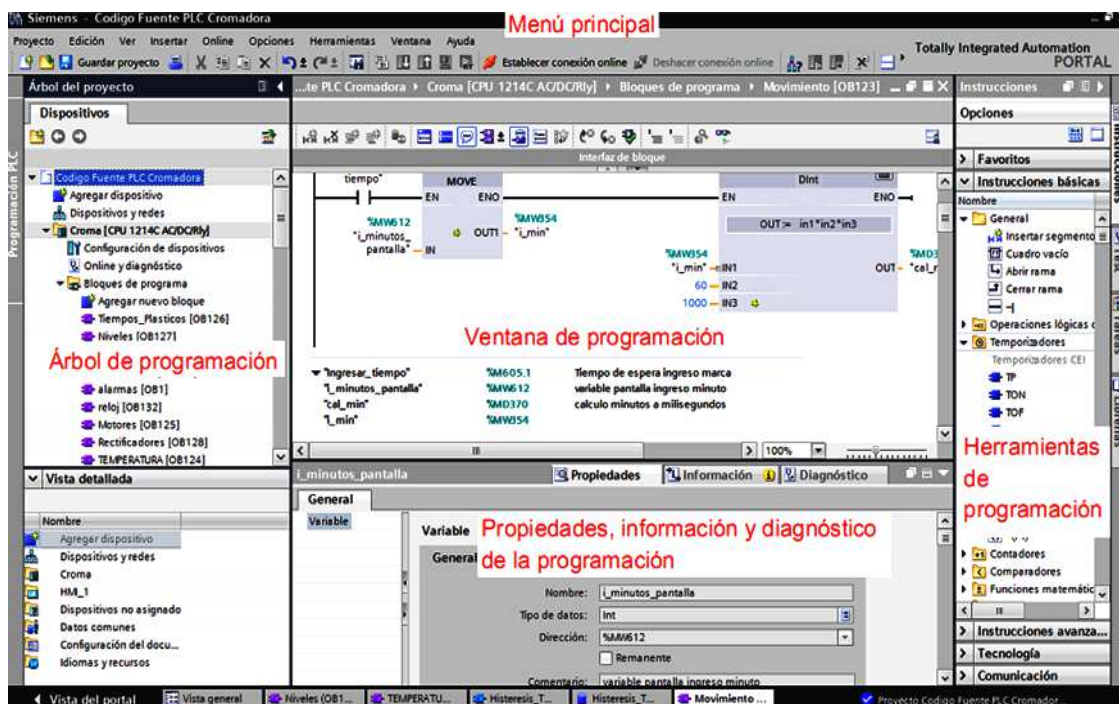 Siemens - Codigo Fuente PLC Cromadora
Menú principal
Proyecto Edición Ver Insertar Online Opciones Herramientas Ventana Ayuda
Totally Integrated Automation
PORTAL
Guardar proyecto
Establecer conexión online
Deshacer conexión online
Árbol del proyecto
...te PLC Cromadora Croma [CPU 1214C AC/DC/Rly] Bloques de programa Movimiento [OB123]
Instrucciones
Dispositivos
Opciones
Programación PLC
Interfaz de bloque
Codigo Fuente PLC Cromadora
Agregar dispositivo
Dispositivos y redes
Croma [CPU 1214C AC/DC/Rly]
Configuración de dispositivos
Online y diagnóstico
Bloques de programa
Agregar nuevo bloque
Tiempos_Plasticos [OB126]
Niveles [OB127]
Árbol de programación
alarmas [OB1]
reloj [OB132]
Motores [OB125]
Rectificadores [OB128]
TEMPERATURA [OB124]
tiempo"
MOVE
EN ENO
%MW612
"i_minutos_
pantalla" IN
OUT1
%MW354
"i_min"
DInt
EN ENO
OUT := in1*in2*in3
%MW354
"i_min" IN1
60 IN2
1000 IN3
OUT
%MD3
"cal_r
Ventana de programación
"Ingresar_tiempo" %M605.1 Tiempo de espera ingreso marca
"i_minutos_pantalla" %MW612 variable pantalla ingreso minuto
"cal_min" %MD370 calculo minutos a milisegundos
"i_min" %MW354
100%
Favoritos
Instrucciones básicas
Nombre
General
Insertar segmento
Cuadro vacío
Abrir rama
Cerrar rama
Operaciones lógicas c
Temporizadores
Temporizadores CEI
TP
TON
TOF
Herramientas
de
programación
Contadores
Comparadores
Funciones matemátic
Instrucciones avanza...
Tecnología
Comunicación
Vista detallada
Nombre
Agregar dispositivo
Dispositivos y redes
Croma
HMI_1
Dispositivos no asignado
Datos comunes
Configuración del docu...
Idiomas y recursos
i_minutos_pantalla
Propiedades
Información
Diagnóstico
General
Variable
Variable
General
Propiedades, información y diagnóstico
de la programación
Nombre: i_minutos_pantalla
Tipo de datos: Int
Dirección: %MW612
Remanente
Comentario: variable pantalla ingreso minuto
Vista del portal
Vista general
Niveles (OB1...
TEMPERATU...
Histeresis_T...
Histeresis_T...
Movimiento ...
Proyecto Codigo Fuente PLC Cromador...